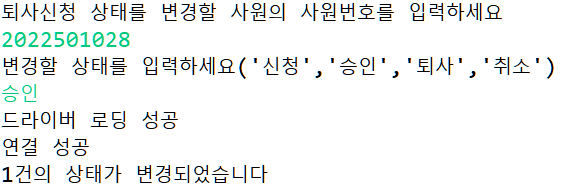 퇴사신청 상태를 변경할 사원의 사원번호를 입력하세요
2022501028
변경할 상태를 입력하세요('신청','승인','퇴사','취소')
승인
드라이버 로딩 성공
연결 성공
1건의 상태가 변경되었습니다